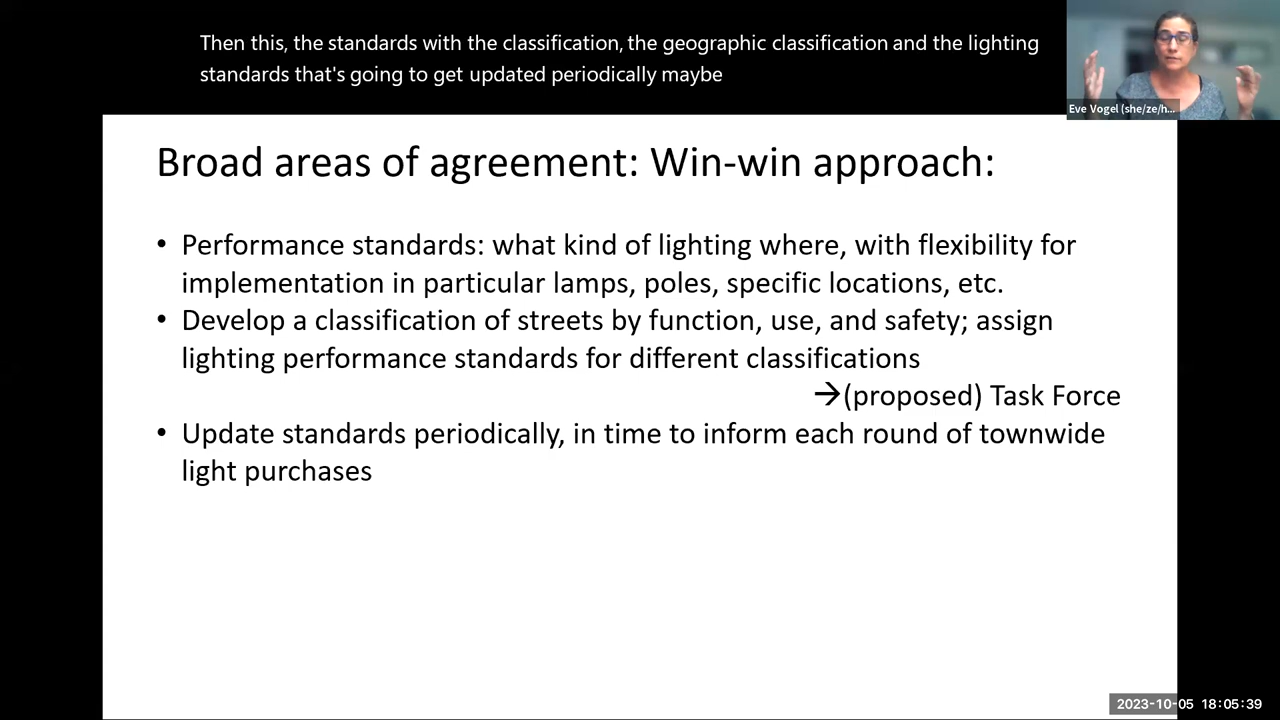 Then this, the standards with the classification, the geographic classification and the lighting
standards that's going to get updated periodically maybe
Eve Vogel (she/ze/h...
Broad areas of agreement: Win-win approach:
• Performance standards: what kind of lighting where, with flexibility for
implementation in particular lamps, poles, specific locations, etc.
• Develop a classification of streets by function, use, and safety; assign
lighting performance standards for different classifications
→(proposed) Task Force
• Update standards periodically, in time to inform each round of townwide
light purchases
2023-10-05 18:05:39